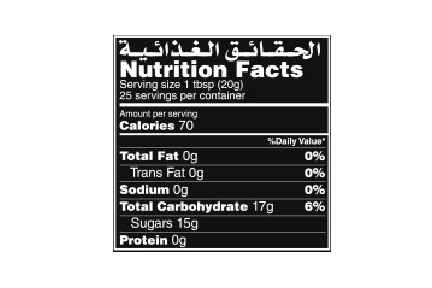 الحقائق الغذائية
Nutrition Facts
Serving size 1 tbsp (20g)
25 servings per container
Amount per serving
Calories 70
%Daily Value*
Total Fat 0g 0%
Trans Fat 0g 0%
Sodium 0g 0%
Total Carbohydrate 17g 6%
Sugars 15g
Protein 0g